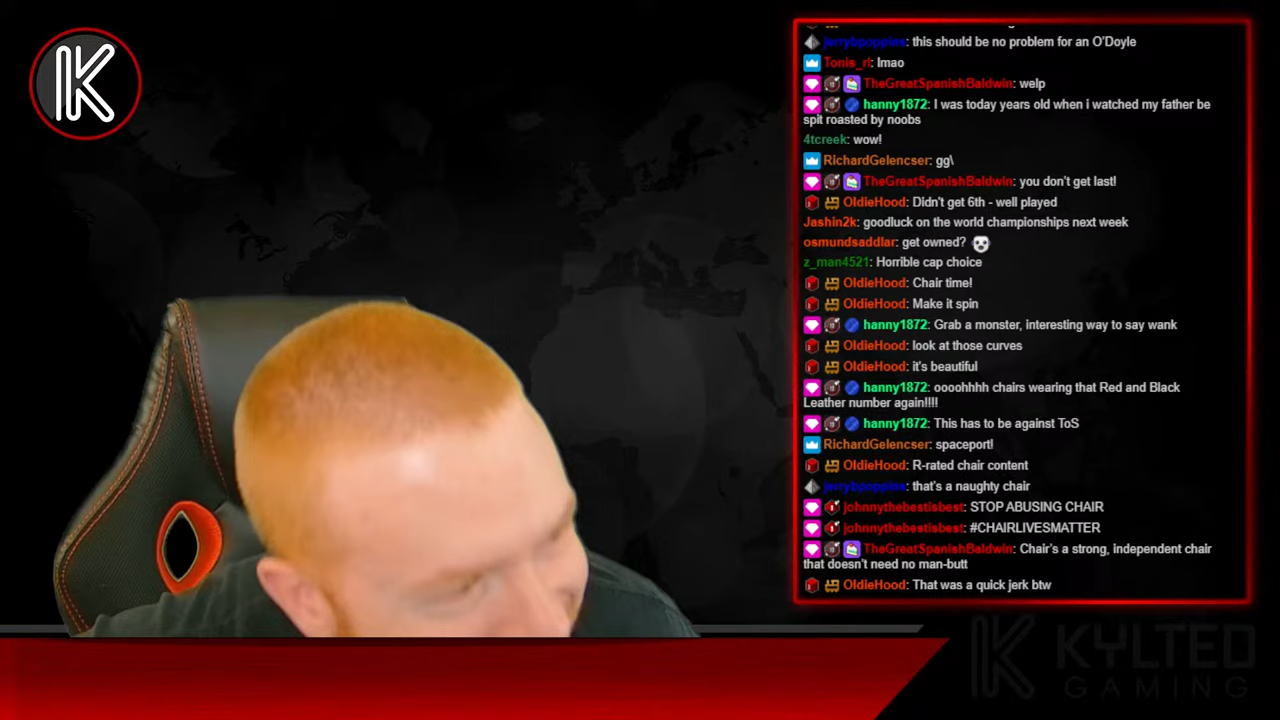 jerrybpoppins: this should be no problem for an O'Doyle
Tonis_rl: lmao
TheGreatSpanishBaldwin: welp
hanny1872: I was today years old when i watched my father be
spit roasted by noobs
4tcreek: wow!
RichardGelencser: gg\
TheGreatSpanishBaldwin: you don't get last!
OldieHood: Didn't get 6th - well played
Jashin2k: goodluck on the world championships next week
osmundsaddlar: get owned?
z_man4521: Horrible cap choice
OldieHood: Chair time!
OldieHood: Make it spin
hanny1872: Grab a monster, interesting way to say wank
OldieHood: look at those curves
OldieHood: it's beautiful
hanny1872: oooohhhh chairs wearing that Red and Black
Leather number again!!!!
hanny1872: This has to be against ToS
RichardGelencser: spaceport!
OldieHood: R-rated chair content
jerrybpoppins: that's a naughty chair
johnnythebestisbest: STOP ABUSING CHAIR
johnnythebestisbest: #CHAIRLIVESMATTER
TheGreatSpanishBaldwin: Chair's a strong, independent chair
that doesn't need no man-butt
OldieHood: That was a quick jerk btw
K
K KYLTED
GAMING